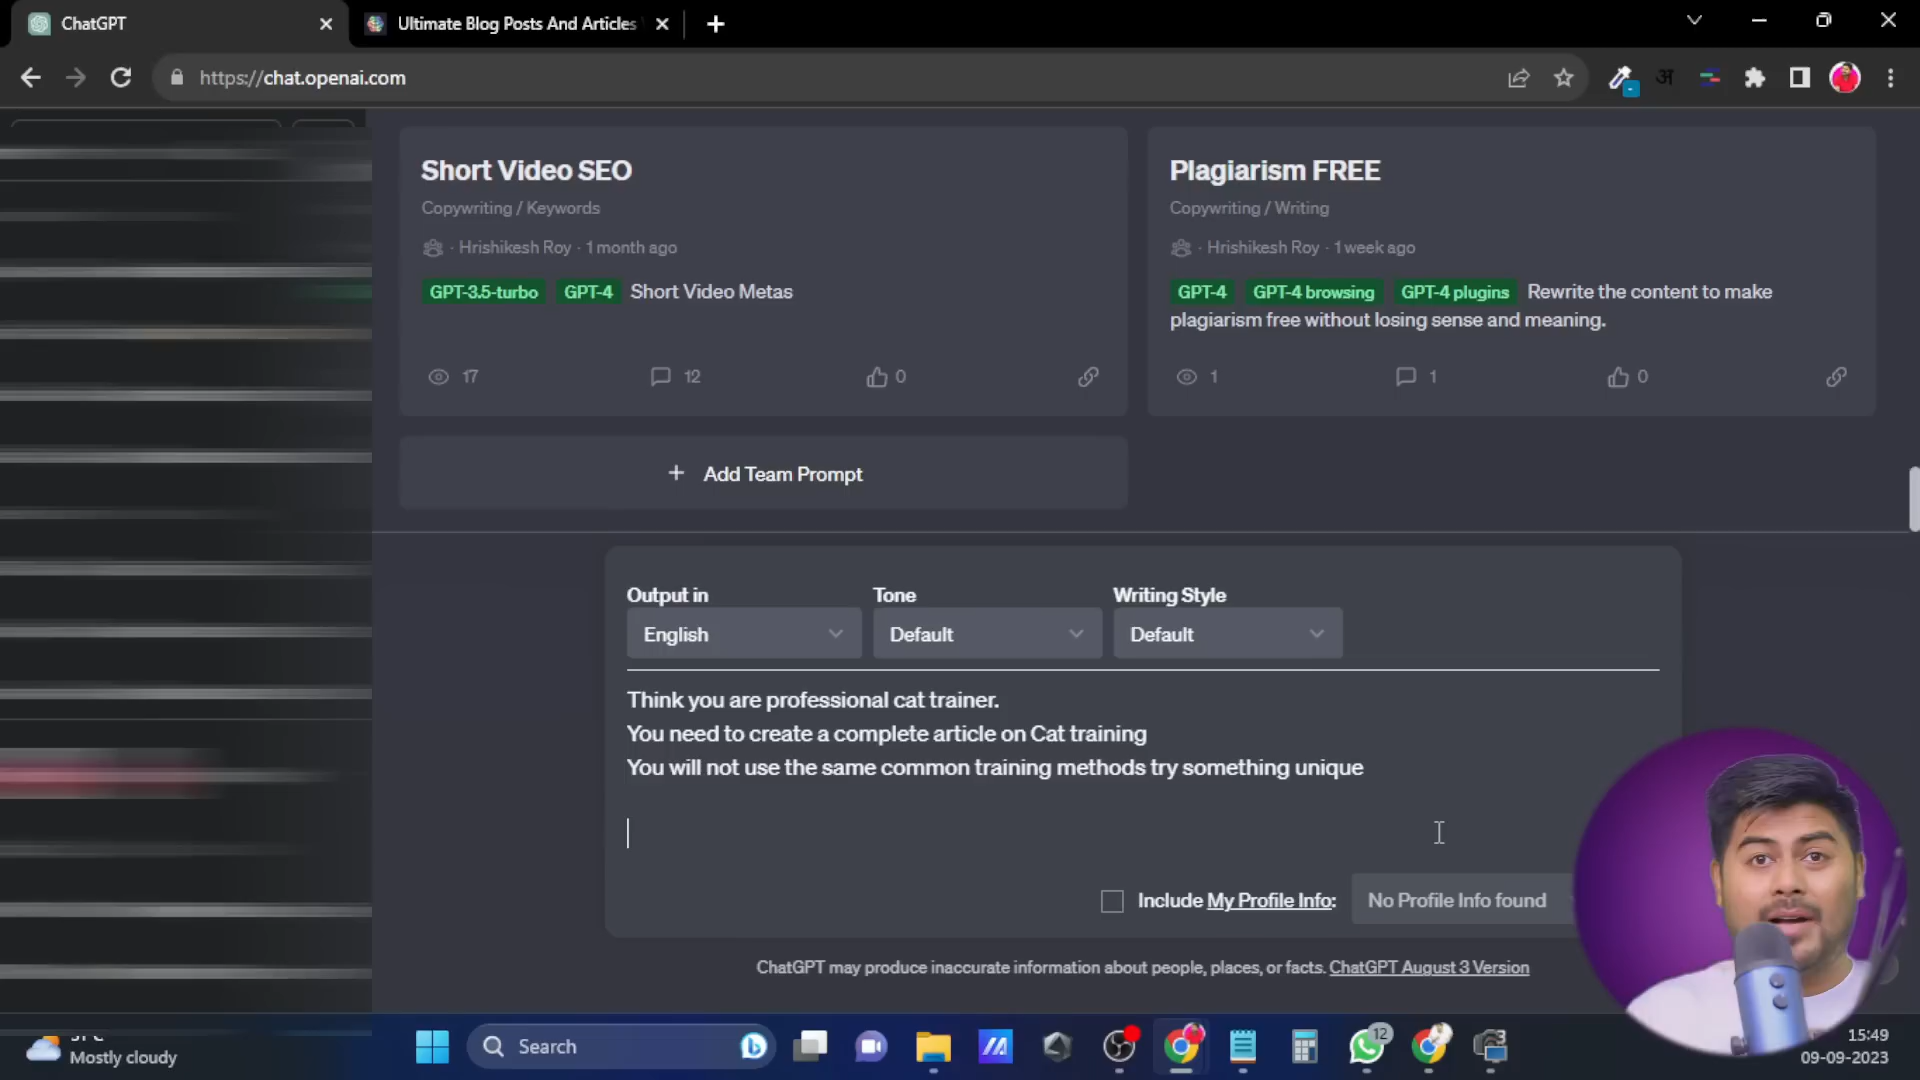 ChatGPT
Ultimate Blog Posts And Articles
https://chat.openai.com
Short Video SEO
Copywriting / Keywords
· Hrishikesh Roy · 1 month ago
GPT-3.5-turbo GPT-4 Short Video Metas
17 12 0
Plagiarism FREE
Copywriting / Writing
· Hrishikesh Roy · 1 week ago
GPT-4 GPT-4 browsing GPT-4 plugins Rewrite the content to make
plagiarism free without losing sense and meaning.
1 1 0
+ Add Team Prompt
Output in Tone Writing Style
English Default Default
Think you are professional cat trainer.
You need to create a complete article on Cat training
You will not use the same common training methods try something unique
Include My Profile Info: No Profile Info found
ChatGPT may produce inaccurate information about people, places, or facts. ChatGPT August 3 Version
Mostly cloudy
Search
12
15:49
09-09-2023